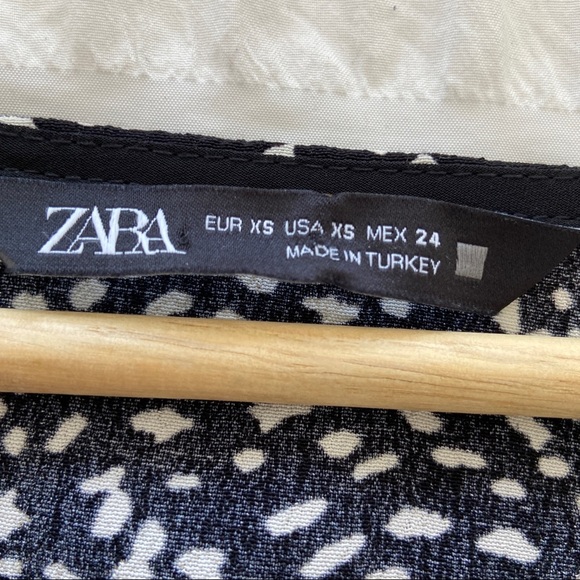 ZARA
EUR XS USA XS MEX 24
MADE IN TURKEY